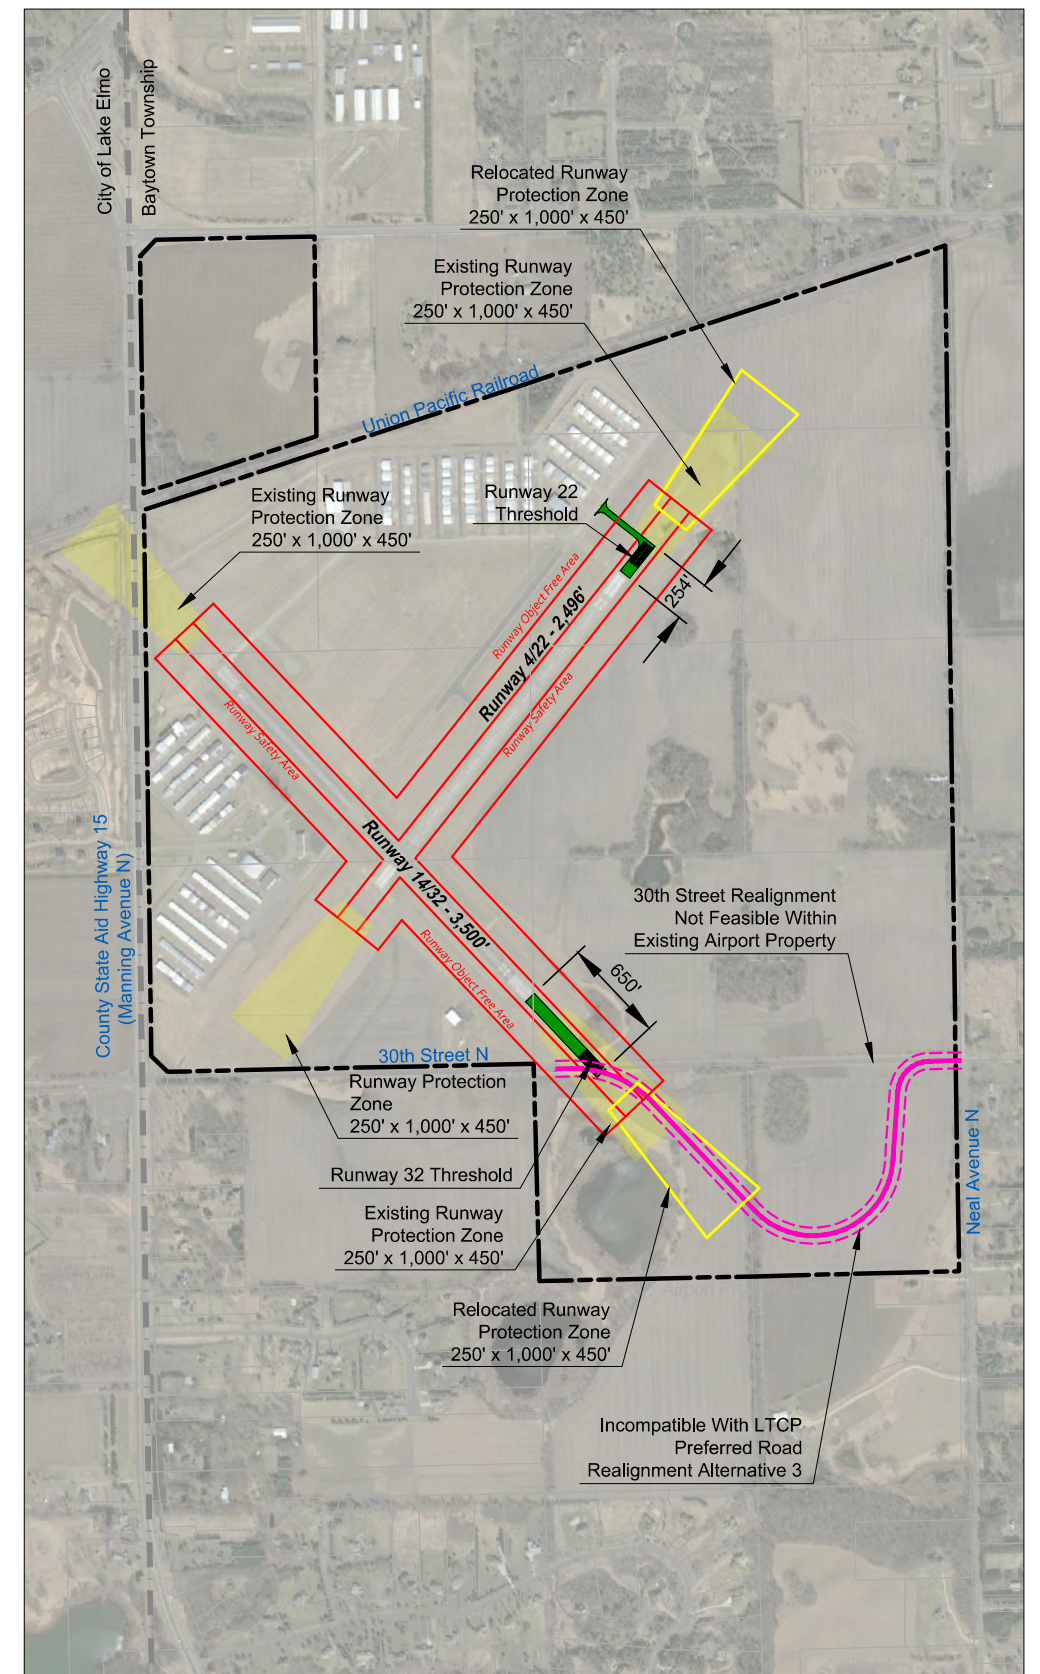 City of Lake Elmo
Baytown Township
Relocated Runway
Protection Zone
250' x 1,000' x 450'
Existing Runway
Protection Zone
250' x 1,000' x 450'
Union Pacific Railroad
Existing Runway
Protection Zone
250' x 1,000' x 450'
Runway 22
Threshold
254'
Runway Object Free Area
Runway 4/22 - 2,496'
Runway Safety Area
Runway Safety Area
Runway 14/32 - 3,500'
Runway Object Free Area
County State Aid Highway 15
(Manning Avenue N)
30th Street Realignment
Not Feasible Within
Existing Airport Property
650'
30th Street N
Runway Protection
Zone
250' x 1,000' x 450'
Runway 32 Threshold
Existing Runway
Protection Zone
250' x 1,000' x 450'
Neal Avenue N
Relocated Runway
Protection Zone
250' x 1,000' x 450'
Incompatible With LTCP
Preferred Road
Realignment Alternative 3